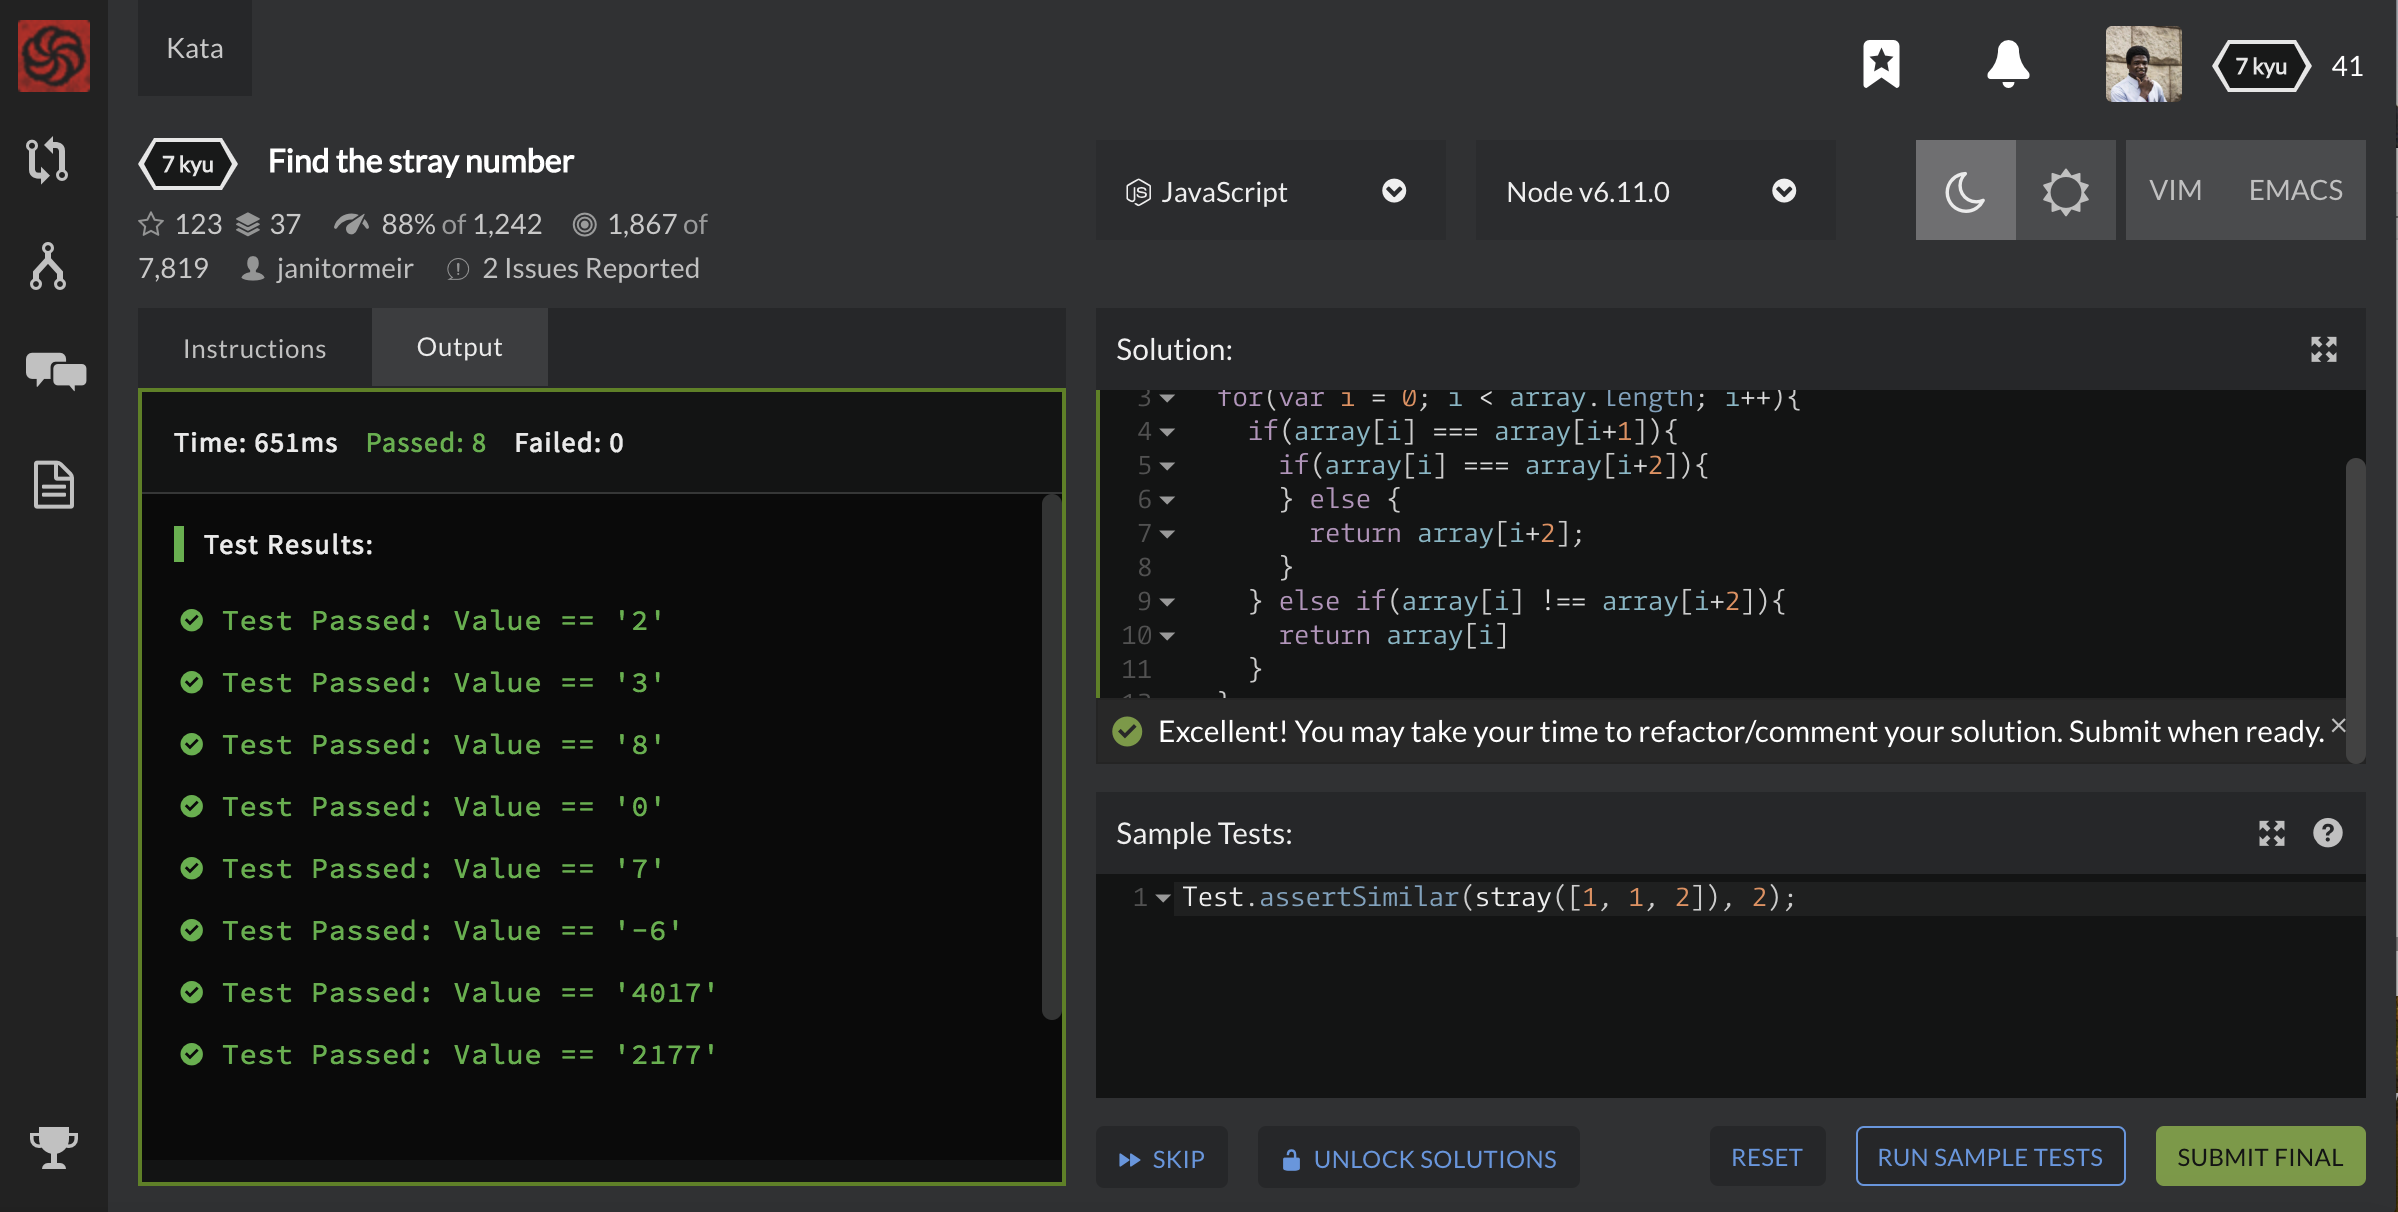 Kata
7 kyu 41
7 kyu Find the stray number
123 37 88% of 1,242 1,867 of
7,819 janitormeir 2 Issues Reported
JavaScript
Node v6.11.0
VIM EMACS
Instructions Output
Time: 651ms Passed: 8 Failed: 0
Test Results:
Test Passed: Value == '2'
Test Passed: Value == '3'
Test Passed: Value == '8'
Test Passed: Value == '0'
Test Passed: Value == '7'
Test Passed: Value == '-6'
Test Passed: Value == '4017'
Test Passed: Value == '2177'
Solution:
3 for(var i = 0; i < array.length; i++){
4 if(array[i] === array[i+1]){
5 if(array[i] === array[i+2]){
6 } else {
7 return array[i+2];
8 }
9 } else if(array[i] !== array[i+2]){
10 return array[i]
11 }
Excellent! You may take your time to refactor/comment your solution. Submit when ready. ×
Sample Tests:
1 Test.assertSimilar(stray([1, 1, 2]), 2);
SKIP
UNLOCK SOLUTIONS
RESET
RUN SAMPLE TESTS
SUBMIT FINAL